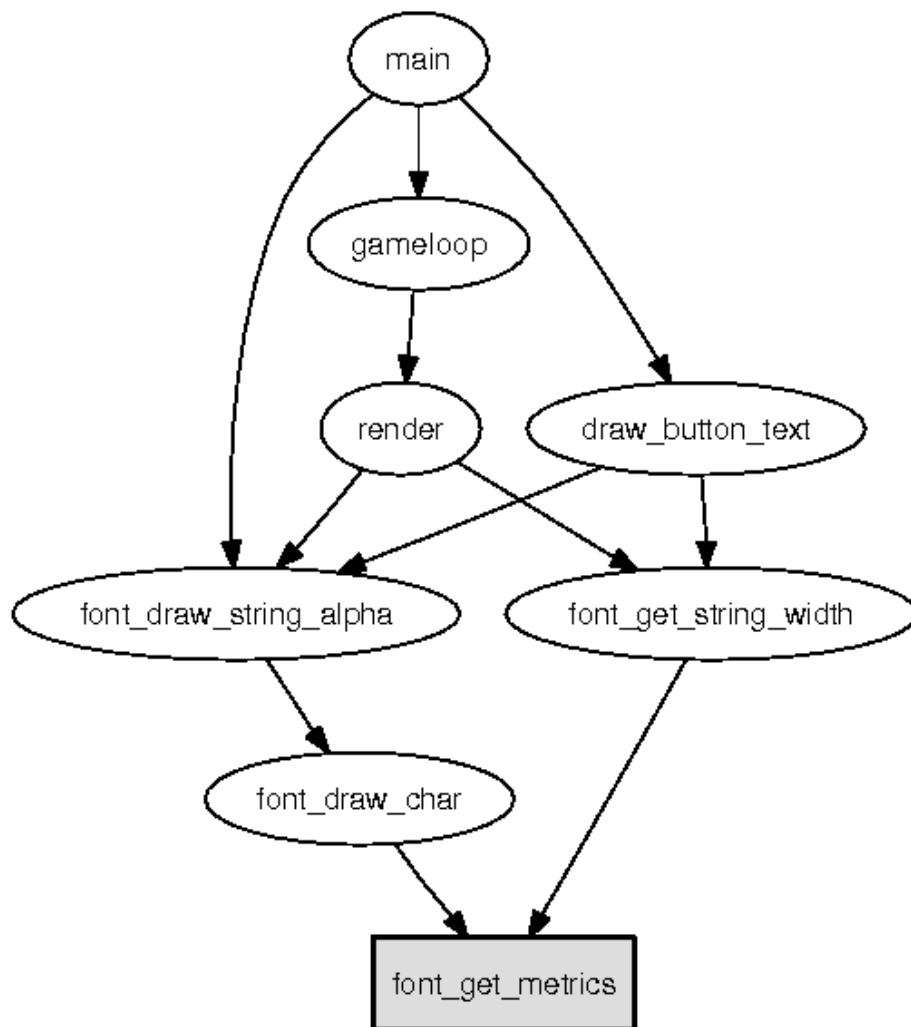 main
gameloop
render
draw_button_text
font_draw_string_alpha
font_get_string_width
font_draw_char
font_get_metrics